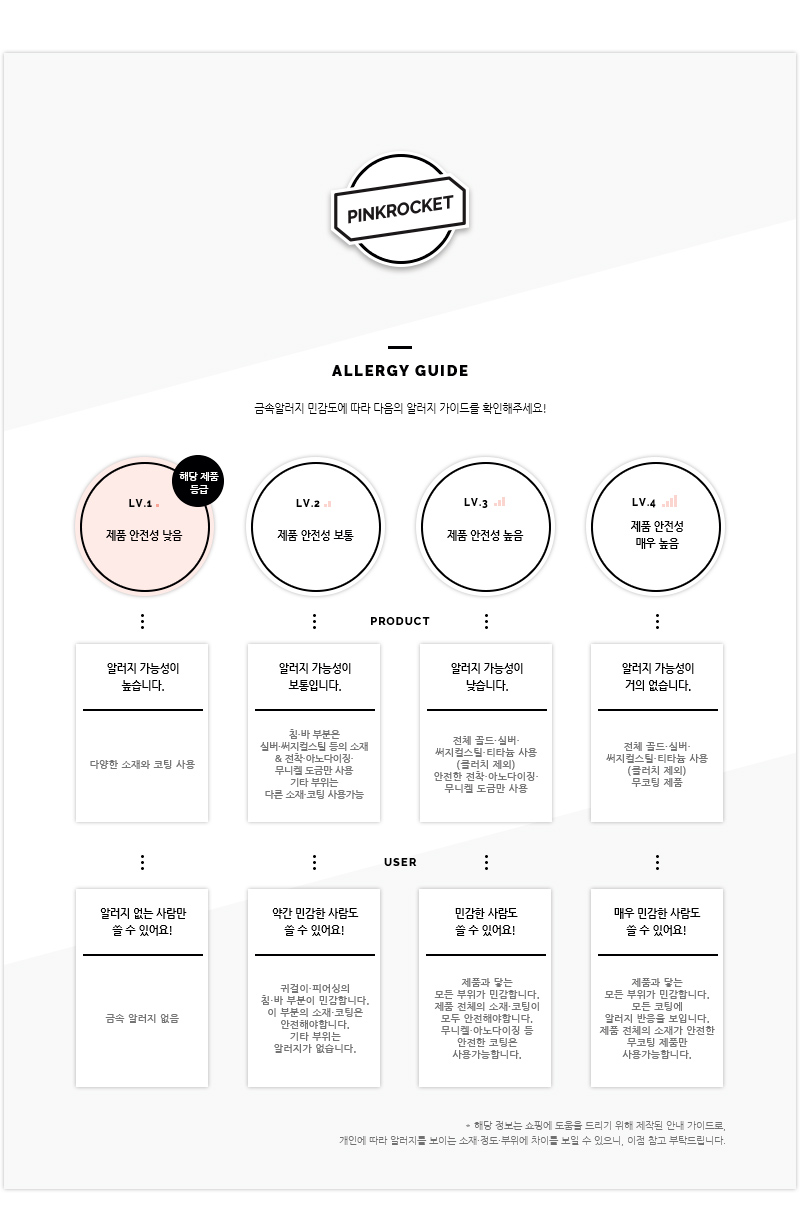 PINKROCKET
ALLERGY GUIDE
금속알러지 민감도에 따라 다음의 알러지 가이드를 확인해주세요!
해당 제품
등급
LV.1
제품 안전성 낮음
LV.2
제품 안전성 보통
LV.3
제품 안전성 높음
LV.4
제품 안전성
매우 높음
PRODUCT
알러지 가능성이
높습니다.
다양한 소재와 코팅 사용
알러지 가능성이
보통입니다.
침·바 부분은
실버·써지컬스틸 등의 소재
& 전착·아노다이징·
무니켈 도금만 사용
기타 부위는
다른 소재·코팅 사용가능
알러지 가능성이
낮습니다.
전체 골드·실버·
써지컬스틸·티타늄 사용
(클러치 제외)
안전한 전착·아노다이징·
무니켈 도금만 사용
알러지 가능성이
거의 없습니다.
전체 골드·실버·
써지컬스틸·티타늄 사용
(클러치 제외)
무코팅 제품
USER
알러지 없는 사람만
쓸 수 있어요!
금속 알러지 없음
약간 민감한 사람도
쓸 수 있어요!
귀걸이·피어싱의
침·바 부분이 민감합니다.
이 부분의 소재·코팅은
안전해야합니다.
기타 부위는
알러지가 없습니다.
민감한 사람도
쓸 수 있어요!
제품과 닿는
모든 부위가 민감합니다.
제품 전체의 소재·코팅이
모두 안전해야합니다.
무니켈·아노다이징 등
안전한 코팅은
사용가능합니다.
매우 민감한 사람도
쓸 수 있어요!
제품과 닿는
모든 부위가 민감합니다.
모든 코팅에
알러지 반응을 보입니다.
제품 전체의 소재가 안전한
무코팅 제품만
사용가능합니다.
+ 해당 정보는 쇼핑에 도움을 드리기 위해 제작된 안내 가이드로,
개인에 따라 알러지를 보이는 소재·정도·부위에 차이를 보일 수 있으니, 이점 참고 부탁드립니다.